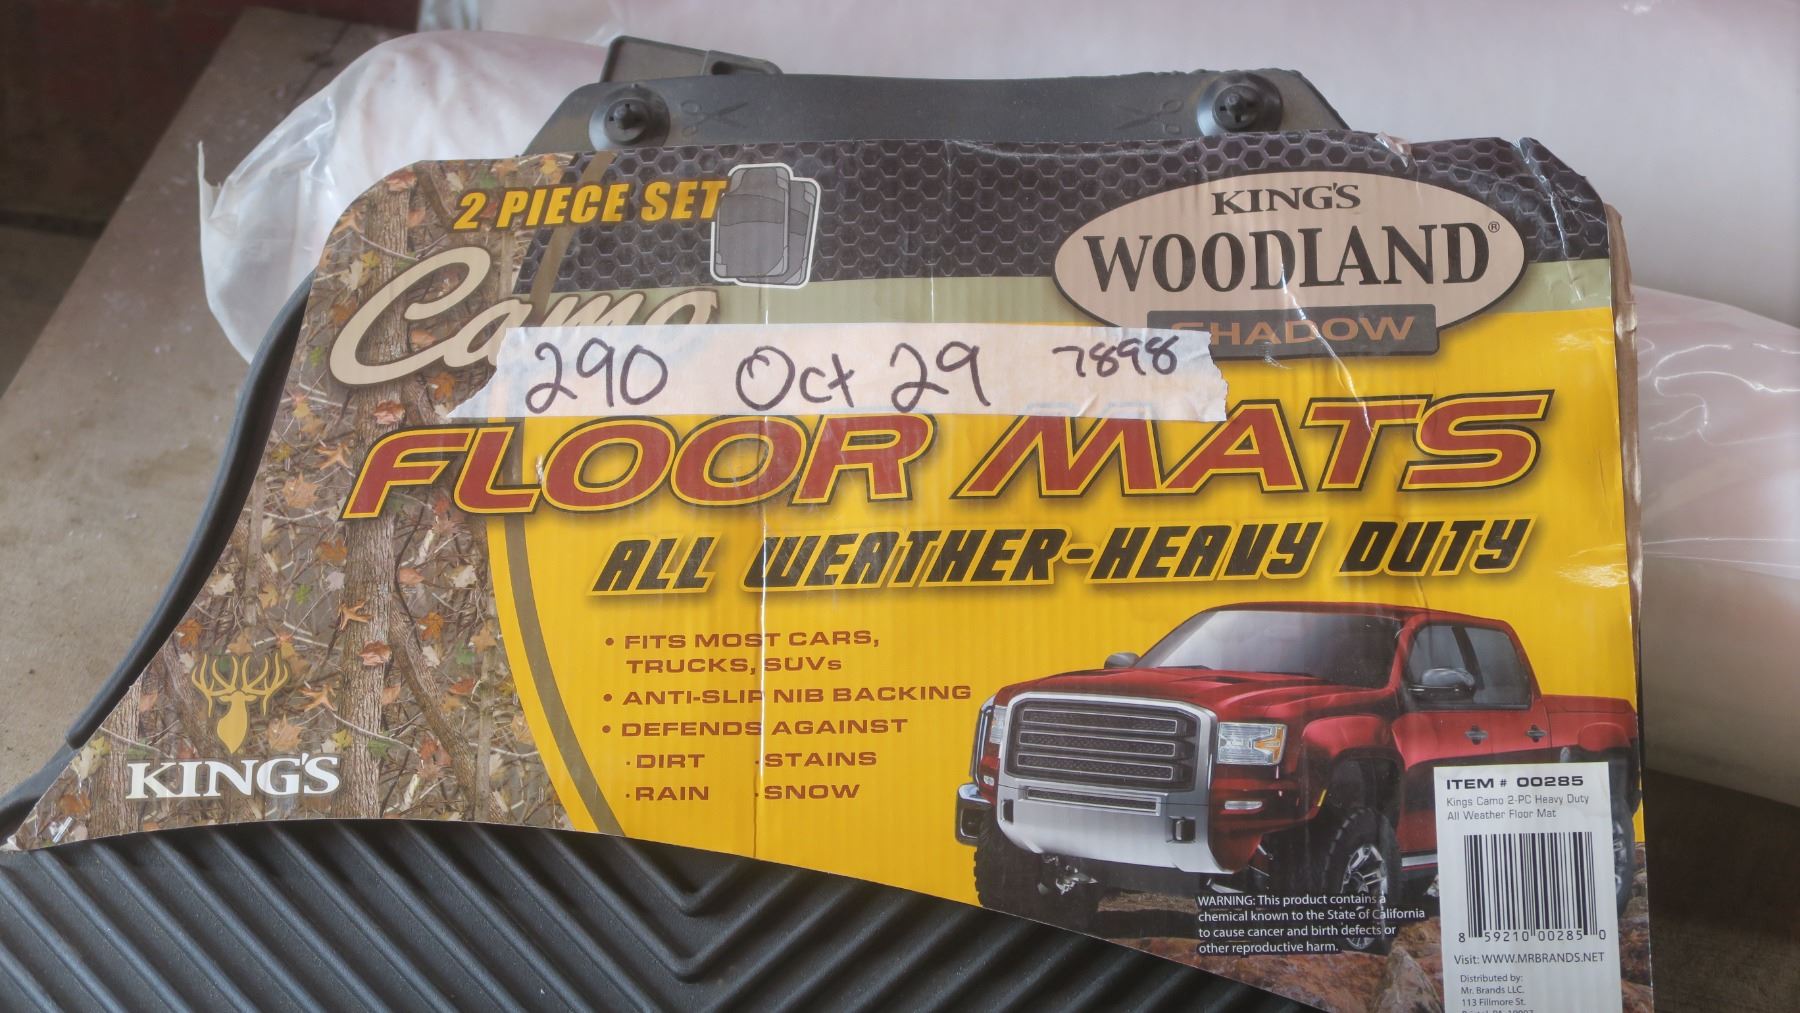 2 PIECE SET
KING'S
WOODLAND®
SHADOW
Camo
290 Oct 29 7898
FLOOR MATS
ALL WEATHER-HEAVY DUTY
• FITS MOST CARS,
TRUCKS, SUVs
• ANTI-SLIP NIB BACKING
• DEFENDS AGAINST
· DIRT · STAINS
· RAIN · SNOW
KING'S
ITEM # 00285
Kings Camo 2-PC Heavy Duty
All Weather Floor Mat
8 59210 00285 0
Visit: WWW.MRBRANDS.NET
Distributed by:
Mr. Brands LLC.
113 Fillmore St.
WARNING: This product contains a
chemical known to the State of California
to cause cancer and birth defects or
other reproductive harm.